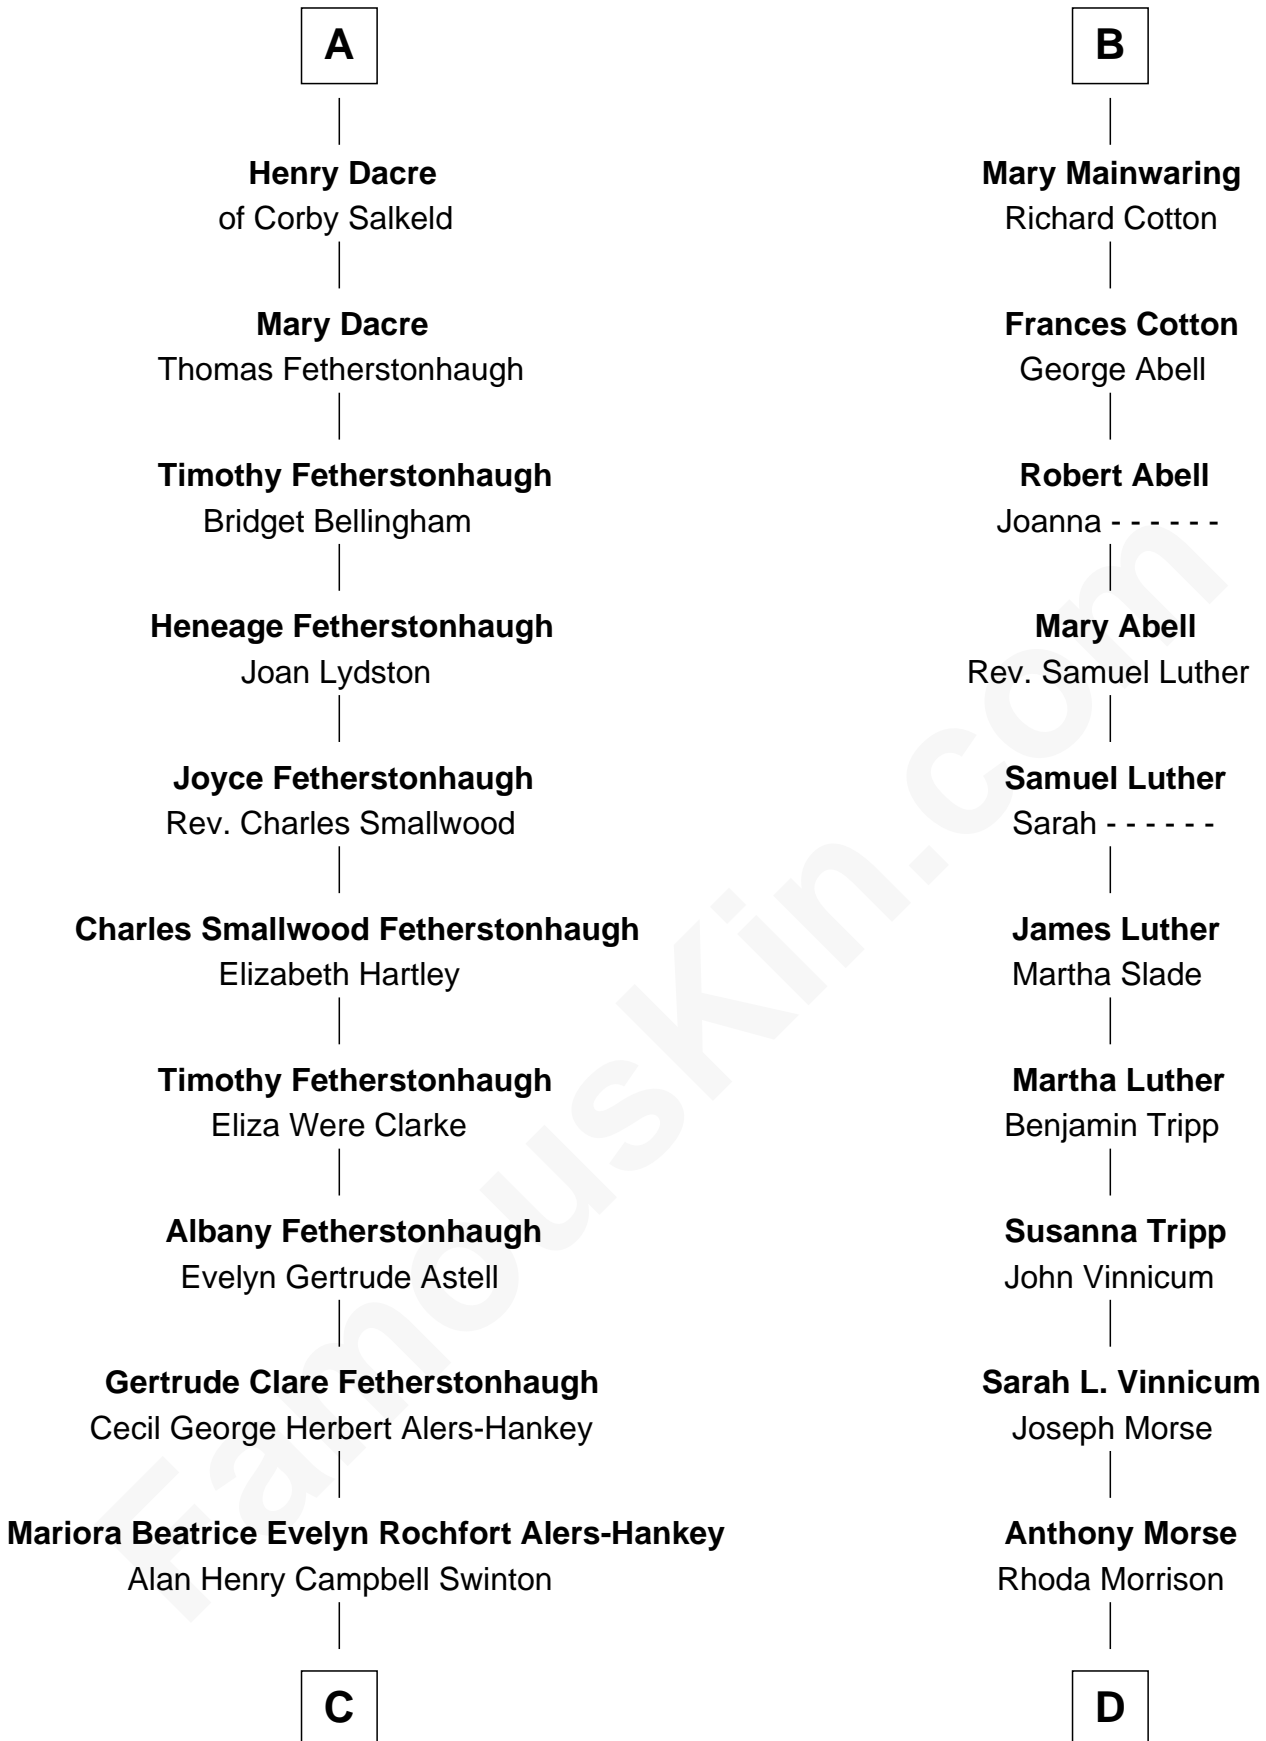 A
Henry Dacre
of Corby Salkeld
Mary Dacre
Thomas Fetherstonhaugh
Timothy Fetherstonhaugh
Bridget Bellingham
Heneage Fetherstonhaugh
Joan Lydston
Joyce Fetherstonhaugh
Rev. Charles Smallwood
Charles Smallwood Fetherstonhaugh
Elizabeth Hartley
Timothy Fetherstonhaugh
Eliza Were Clarke
Albany Fetherstonhaugh
Evelyn Gertrude Astell
Gertrude Clare Fetherstonhaugh
Cecil George Herbert Alers-Hankey
Mariora Beatrice Evelyn Rochfort Alers-Hankey
Alan Henry Campbell Swinton
C
B
Mary Mainwaring
Richard Cotton
Frances Cotton
George Abell
Robert Abell
Joanna - - - - - -
Mary Abell
Rev. Samuel Luther
Samuel Luther
Sarah - - - - - -
James Luther
Martha Slade
Martha Luther
Benjamin Tripp
Susanna Tripp
John Vinnicum
Sarah L. Vinnicum
Joseph Morse
Anthony Morse
Rhoda Morrison
D
FamousKin.com